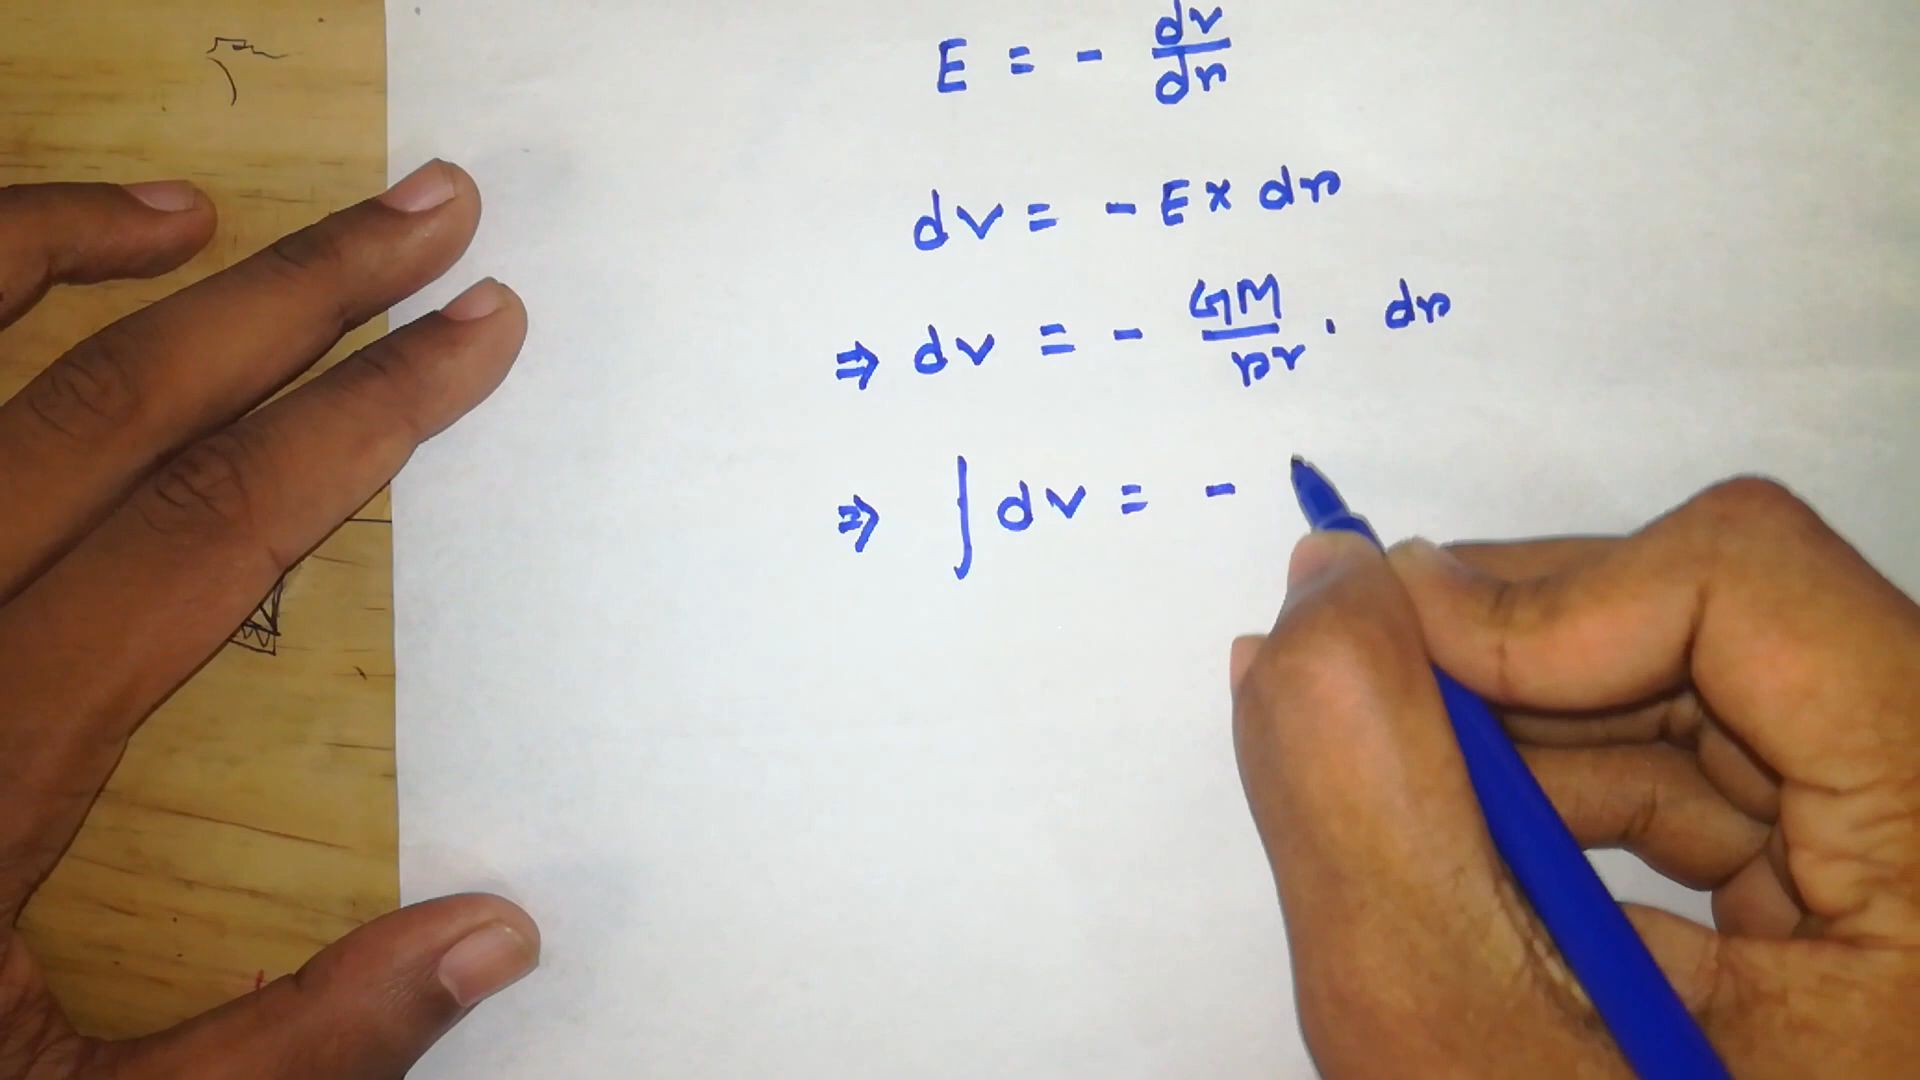 E = - dv/dr
dv = - E × dr
⇒ dv = - GM/r² · dr
⇒ ∫ dv = -